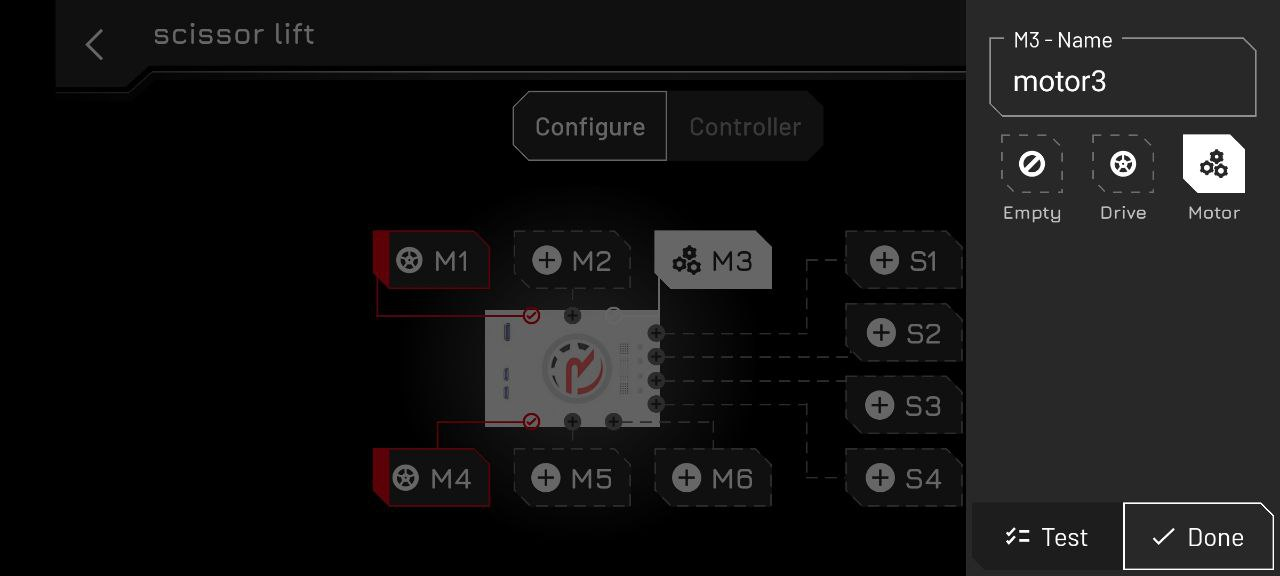 scissor lift
Configure
Controller
M1
M2
M3
S1
S2
S3
M4
M5
M6
S4
M3 - Name
motor3
Empty
Drive
Motor
Test
Done